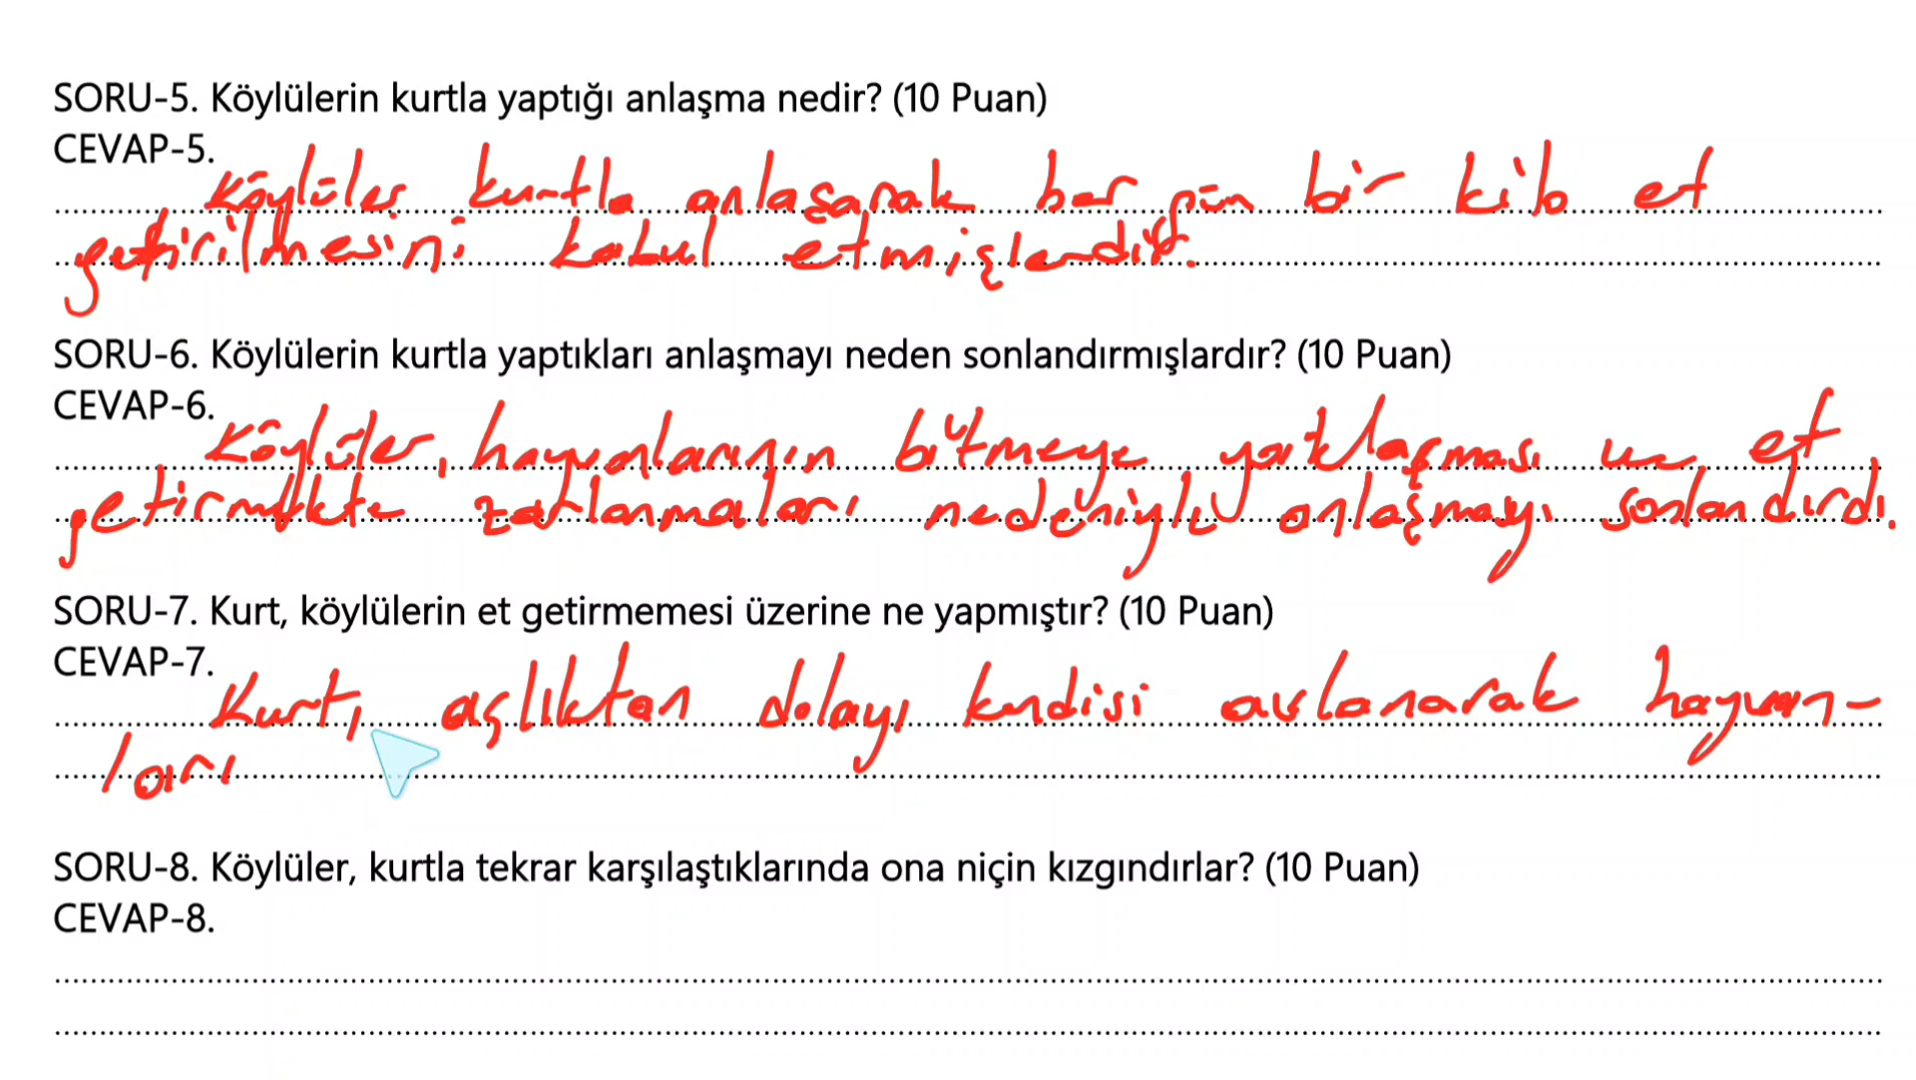 SORU-5. Köylülerin kurtla yaptığı anlaşma nedir? (10 Puan)
CEVAP-5.
Köylüler kurtla anlaşarak her gün bir kilo et
getirilmesini kabul etmişlerdir.
SORU-6. Köylülerin kurtla yaptıkları anlaşmayı neden sonlandırmışlardır? (10 Puan)
CEVAP-6.
Köylüler, hayvanlarının bitmeye yaklaşması ve et
getirmekte zorlanmaları nedeniyle anlaşmayı sonlandırdı.
SORU-7. Kurt, köylülerin et getirmemesi üzerine ne yapmıştır? (10 Puan)
CEVAP-7.
Kurt, açlıktan dolayı kendisi avlanarak hayvan-
ları
SORU-8. Köylüler, kurtla tekrar karşılaştıklarında ona niçin kızgındırlar? (10 Puan)
CEVAP-8.